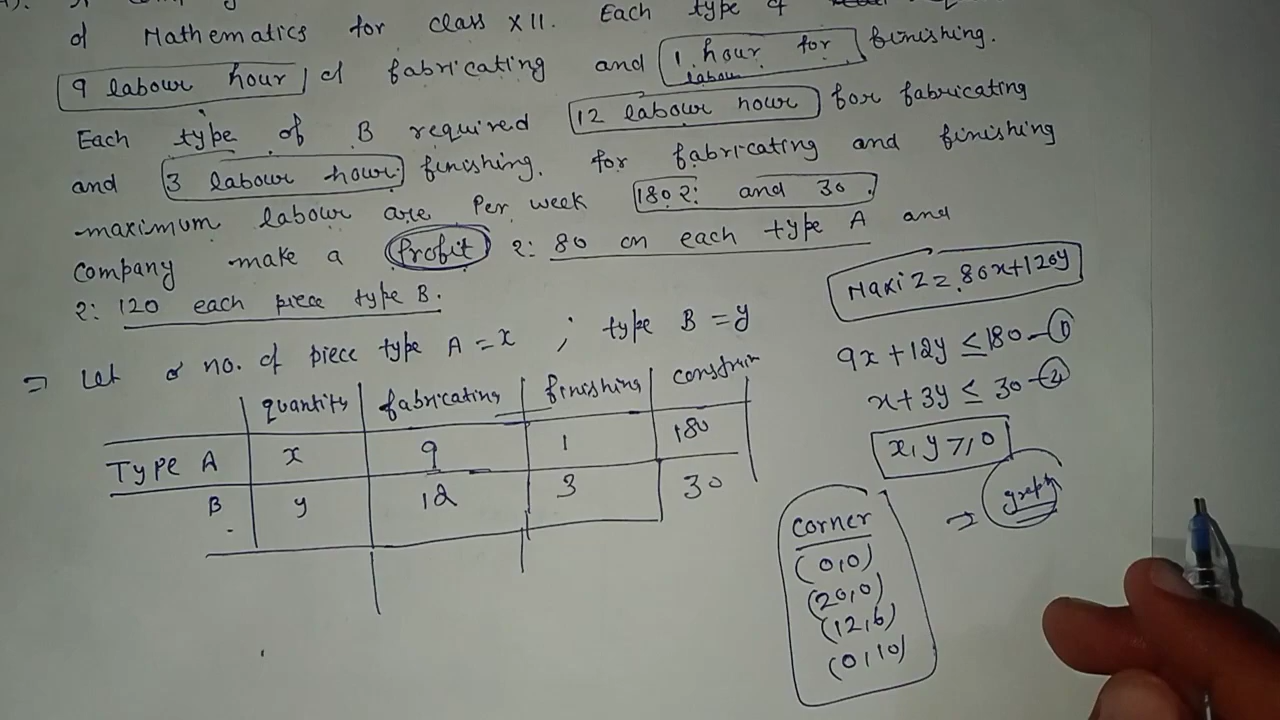 of Mathematics for class XII. Each type of
9 labour hour of fabricating and 1 hour for finishing.
labour
Each type of B required 12 labour hour for fabricating
and 3 labour hour finishing. for fabricating and finishing
maximum labour are Per week 180 and 30.
company make a Profit 80 on each type A and
120 each piece type B.
Maxi Z = 80x+120y
⇒ Let no. of piece type A = x ; type B = y
9x + 12y ≤ 180 - ①
x + 3y ≤ 30 - ②
x, y ≥ 0
quantity fabricating finishing constrain
Type A x 9 1 180
B y 12 3 30
⇒ graph
corner
(0,0)
(20,0)
(12,6)
(0,10)